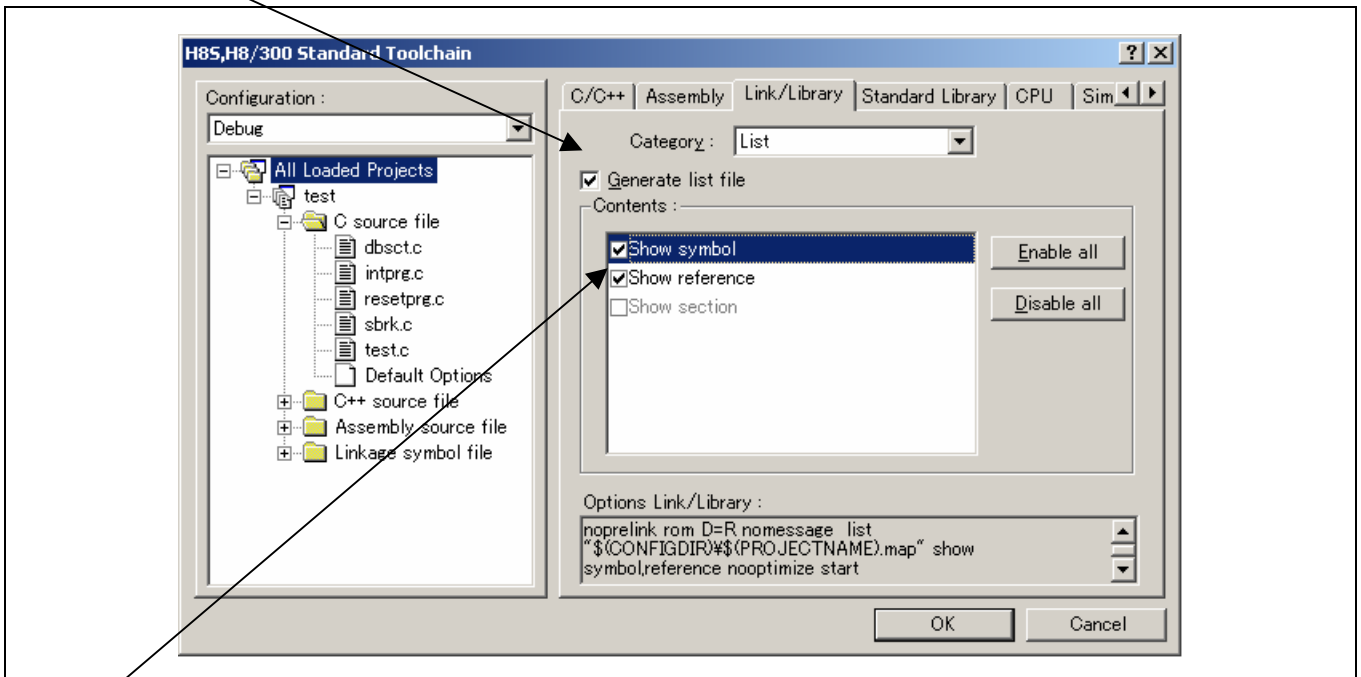 H8S,H8/300 Standard Toolchain
? ×
Configuration :
Debug
All Loaded Projects
test
C source file
dbsct.c
intprg.c
resetprg.c
sbrk.c
test.c
Default Options
C++ source file
Assembly source file
Linkage symbol file
C/C++ Assembly Link/Library Standard Library CPU Sim
Category : List
Generate list file
Contents :
Show symbol
Show reference
Show section
Enable all
Disable all
Options Link/Library :
noprelink rom D=R nomessage list
"$(CONFIGDIR)¥$(PROJECTNAME).map" show
symbol,reference nooptimize start
OK Cancel